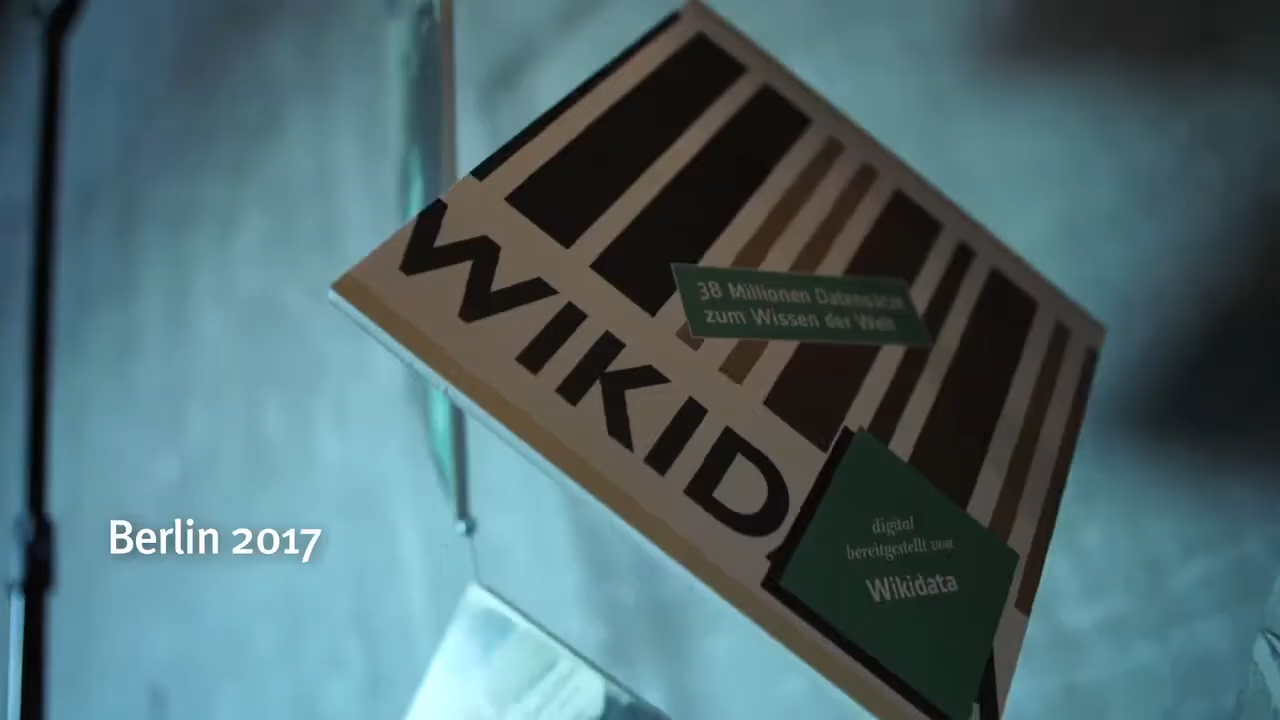 38 Millionen Datensätze
zum Wissen der Welt
WIKID
digital
bereitgestellt von
Wikidata
Berlin 2017